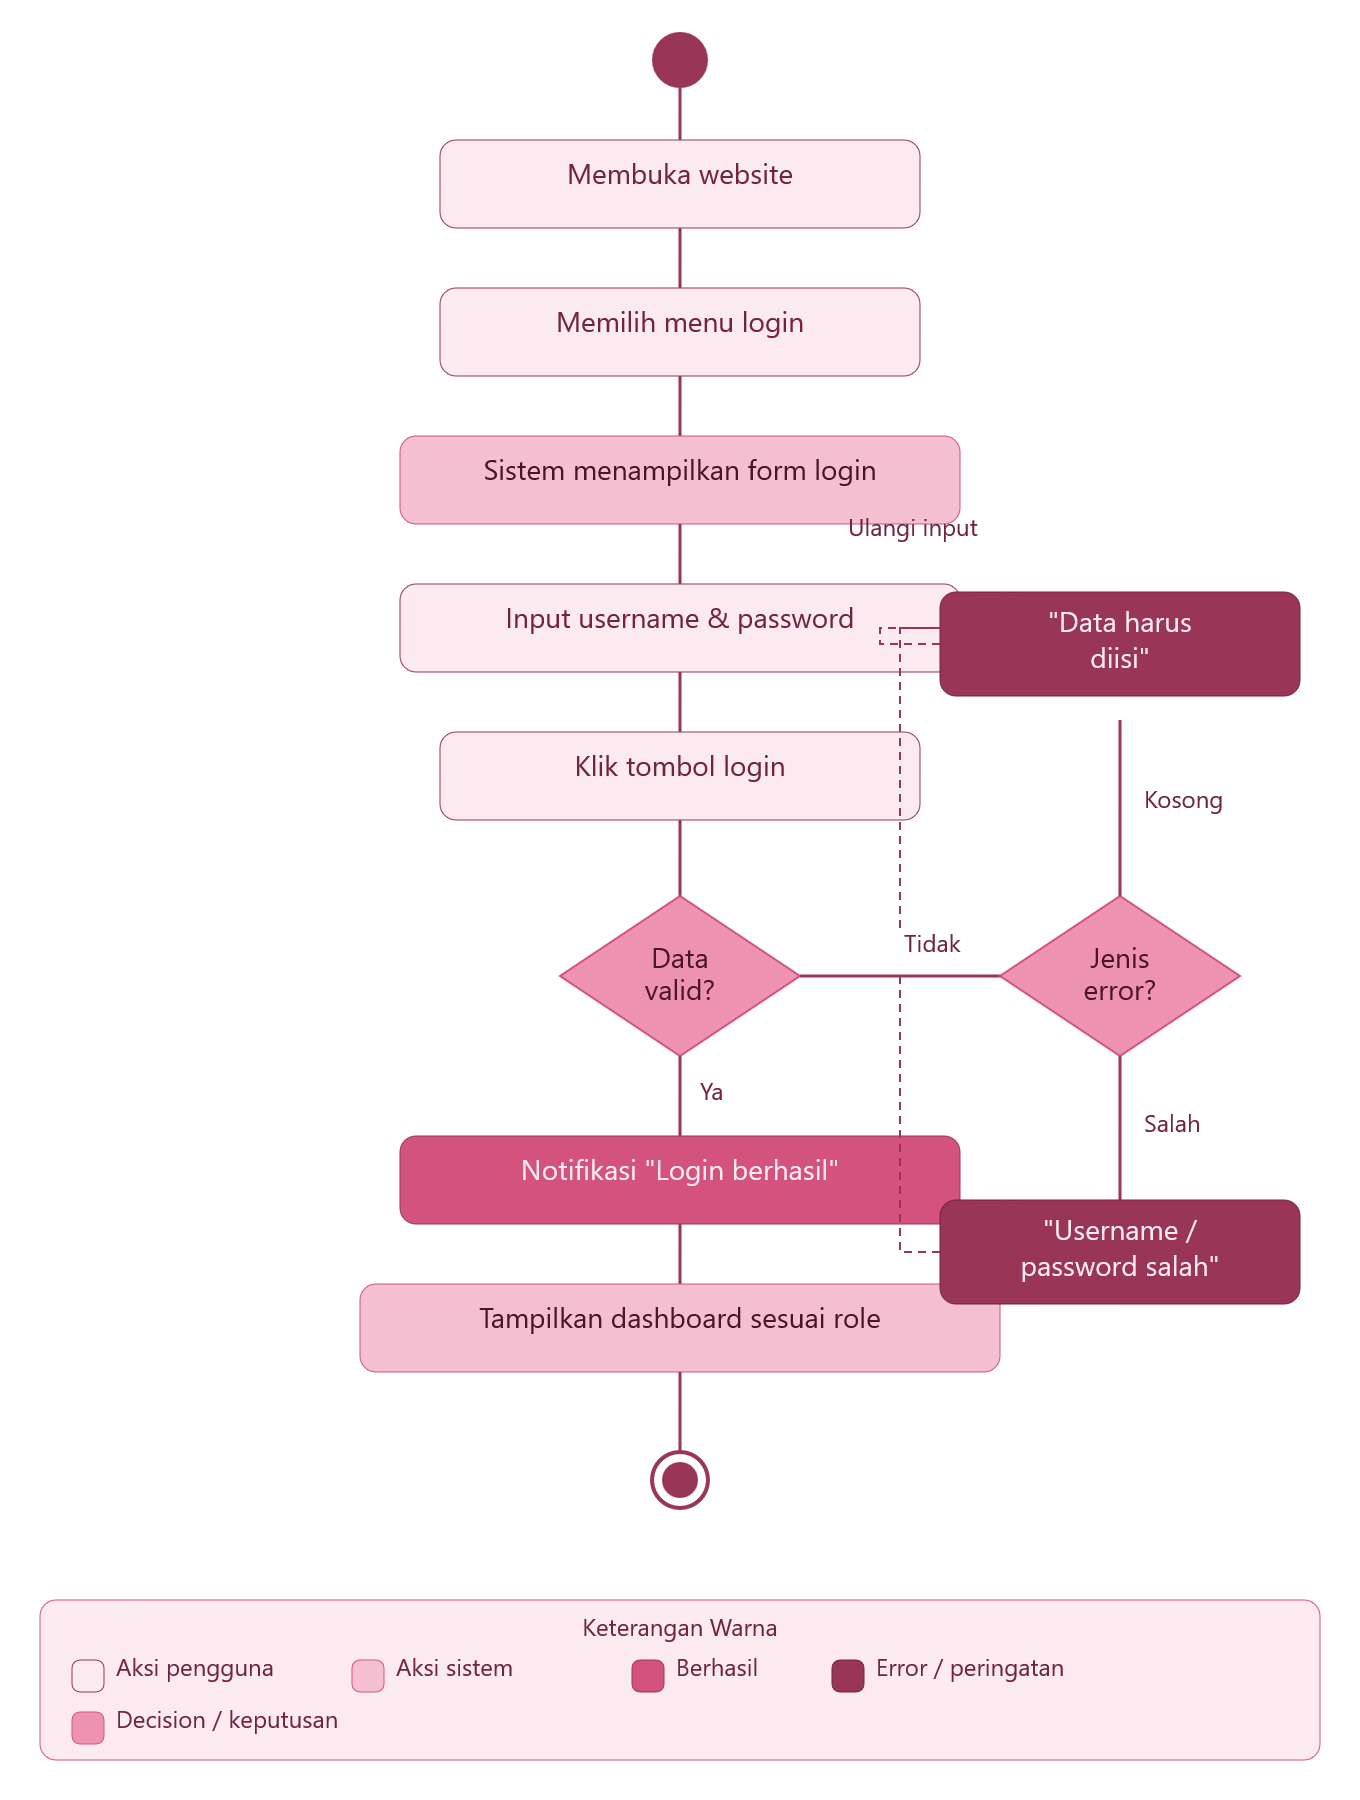 Membuka website
Memilih menu login
Sistem menampilkan form login
Ulangi input
Input username & password
"Data harus
diisi"
Klik tombol login
Kosong
Tidak
Data
valid?
Jenis
error?
Ya
Salah
Notifikasi "Login berhasil"
"Username /
password salah"
Tampilkan dashboard sesuai role
Keterangan Warna
Aksi pengguna
Aksi sistem
Berhasil
Error / peringatan
Decision / keputusan